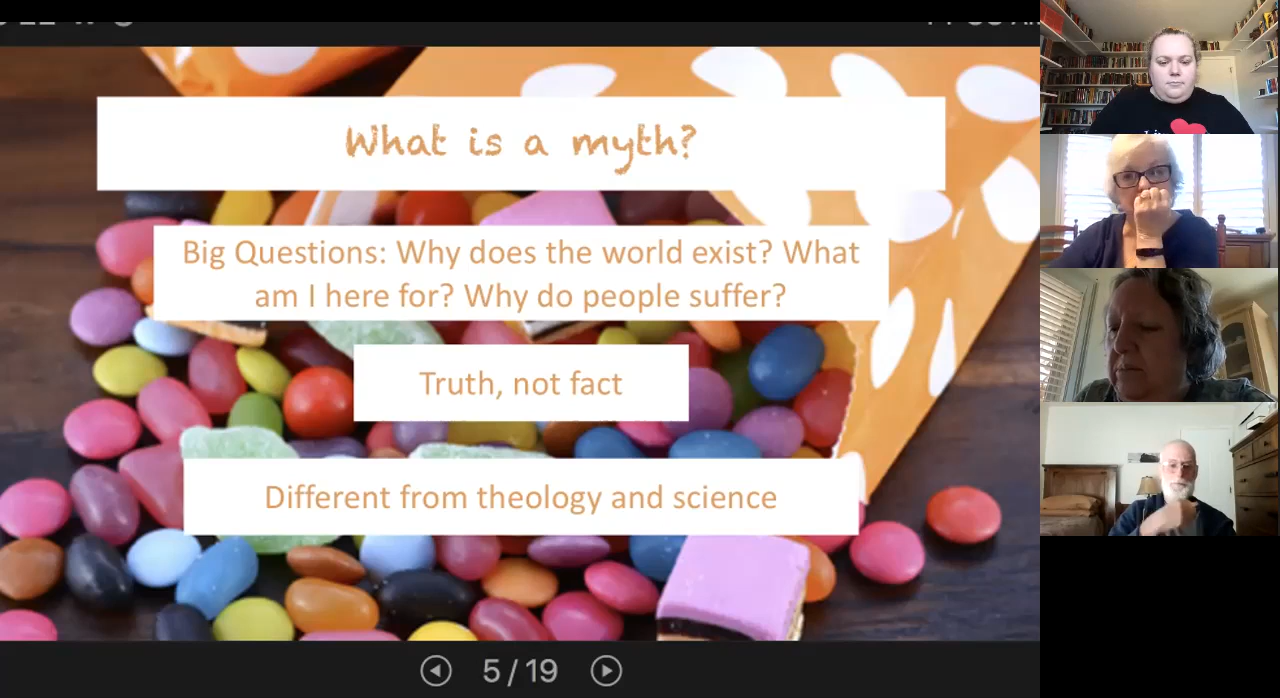 What is a myth?
Big Questions: Why does the world exist? What
am I here for? Why do people suffer?
Truth, not fact
Different from theology and science
5/19